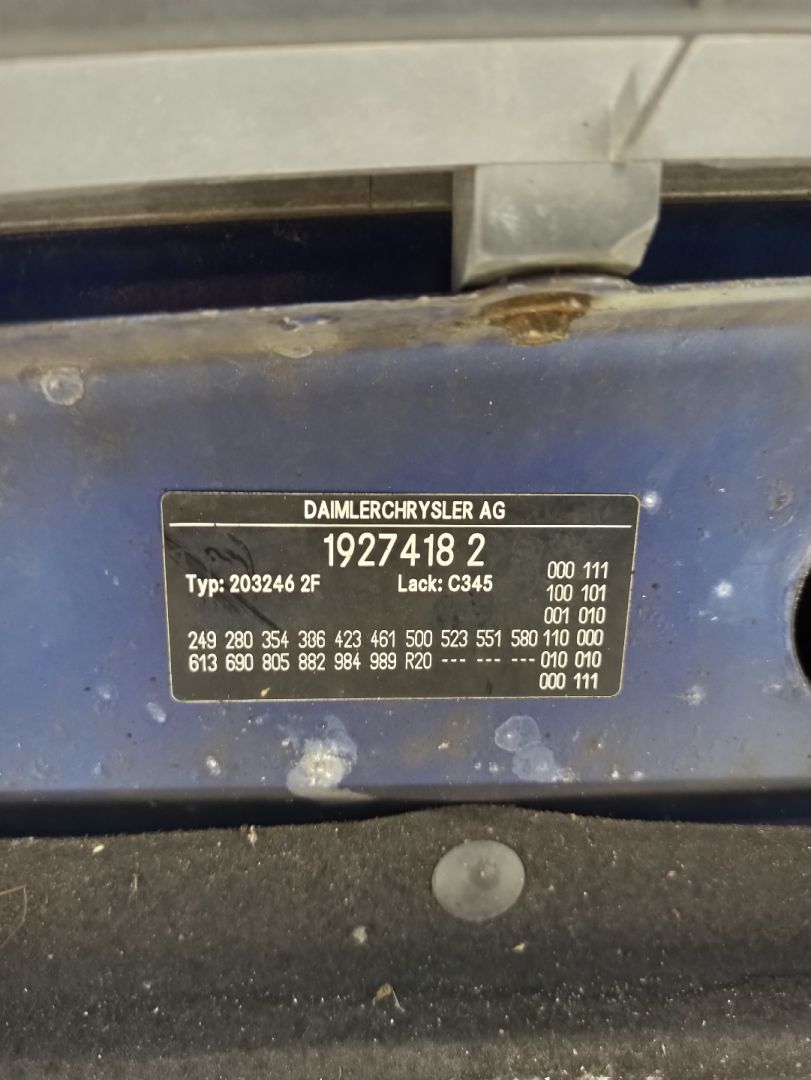 DAIMLERCHRYSLER AG
1927418 2
Typ: 203246 2F Lack: C345
000 111
100 101
001 010
249 280 354 386 423 461 500 523 551 580 110 000
613 690 805 882 984 989 R20 --- --- --- 010 010
000 111